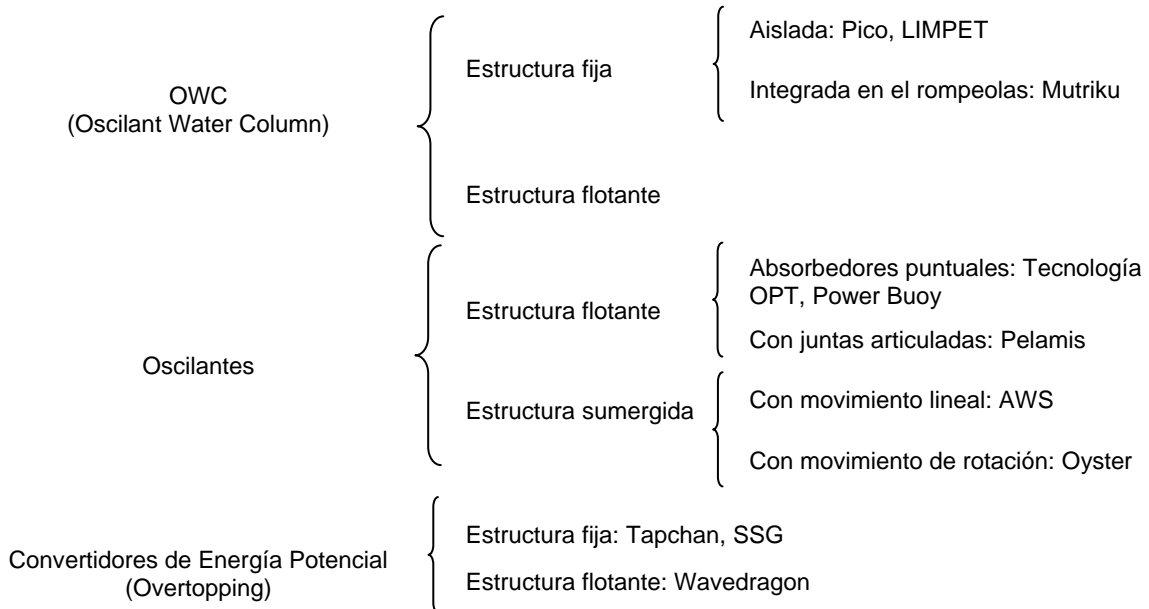 OWC
(Oscilant Water Column)
Estructura fija
Aislada: Pico, LIMPET
Integrada en el rompeolas: Mutriku
Estructura flotante
Oscilantes
Estructura flotante
Absorbedores puntuales: Tecnología
OPT, Power Buoy
Con juntas articuladas: Pelamis
Estructura sumergida
Con movimiento lineal: AWS
Con movimiento de rotación: Oyster
Convertidores de Energía Potencial
(Overtopping)
Estructura fija: Tapchan, SSG
Estructura flotante: Wavedragon